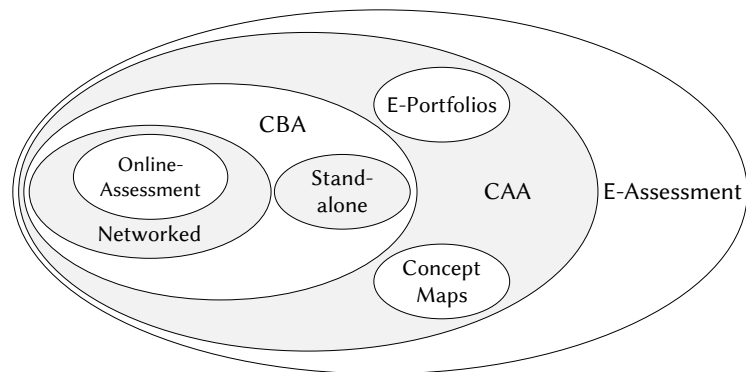 E-Portfolios
CBA
Online-
Assessment
Stand-
alone
CAA
E-Assessment
Networked
Concept
Maps